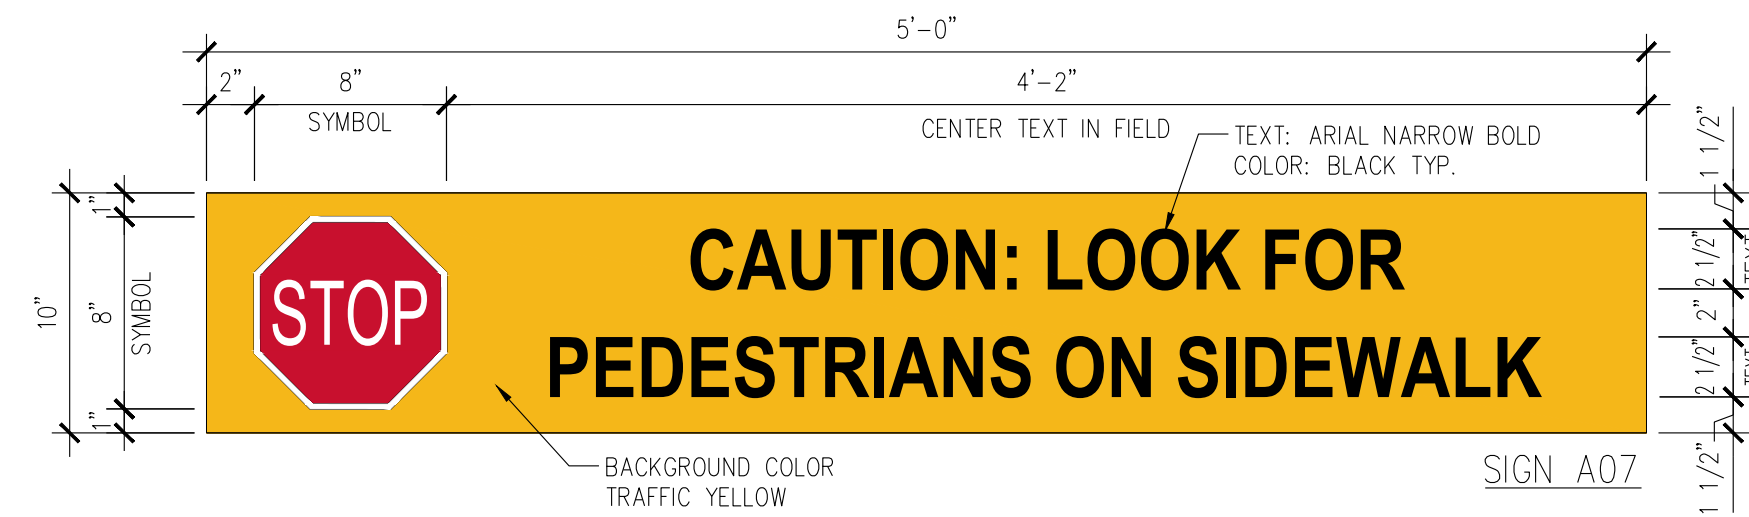 5'-0"
2"
8"
4'-2"
SYMBOL
CENTER TEXT IN FIELD
TEXT: ARIAL NARROW BOLD
COLOR: BLACK TYP.
1 1/2"
1"
10"
8"
SYMBOL
1"
STOP
CAUTION: LOOK FOR
PEDESTRIANS ON SIDEWALK
2 1/2"
TEXT
2"
2 1/2"
TEXT
1 1/2"
BACKGROUND COLOR
TRAFFIC YELLOW
SIGN A07